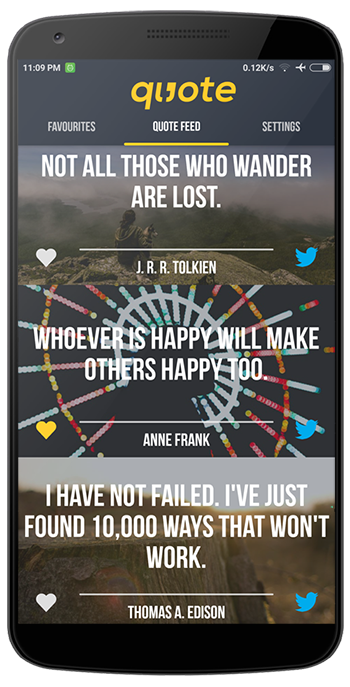 11:09 PM 0.12K/s
quote
FAVOURITES QUOTE FEED SETTINGS
NOT ALL THOSE WHO WANDER
ARE LOST.
J. R. R. TOLKIEN
WHOEVER IS HAPPY WILL MAKE
OTHERS HAPPY TOO.
ANNE FRANK
I HAVE NOT FAILED. I'VE JUST
FOUND 10,000 WAYS THAT WON'T
WORK.
THOMAS A. EDISON